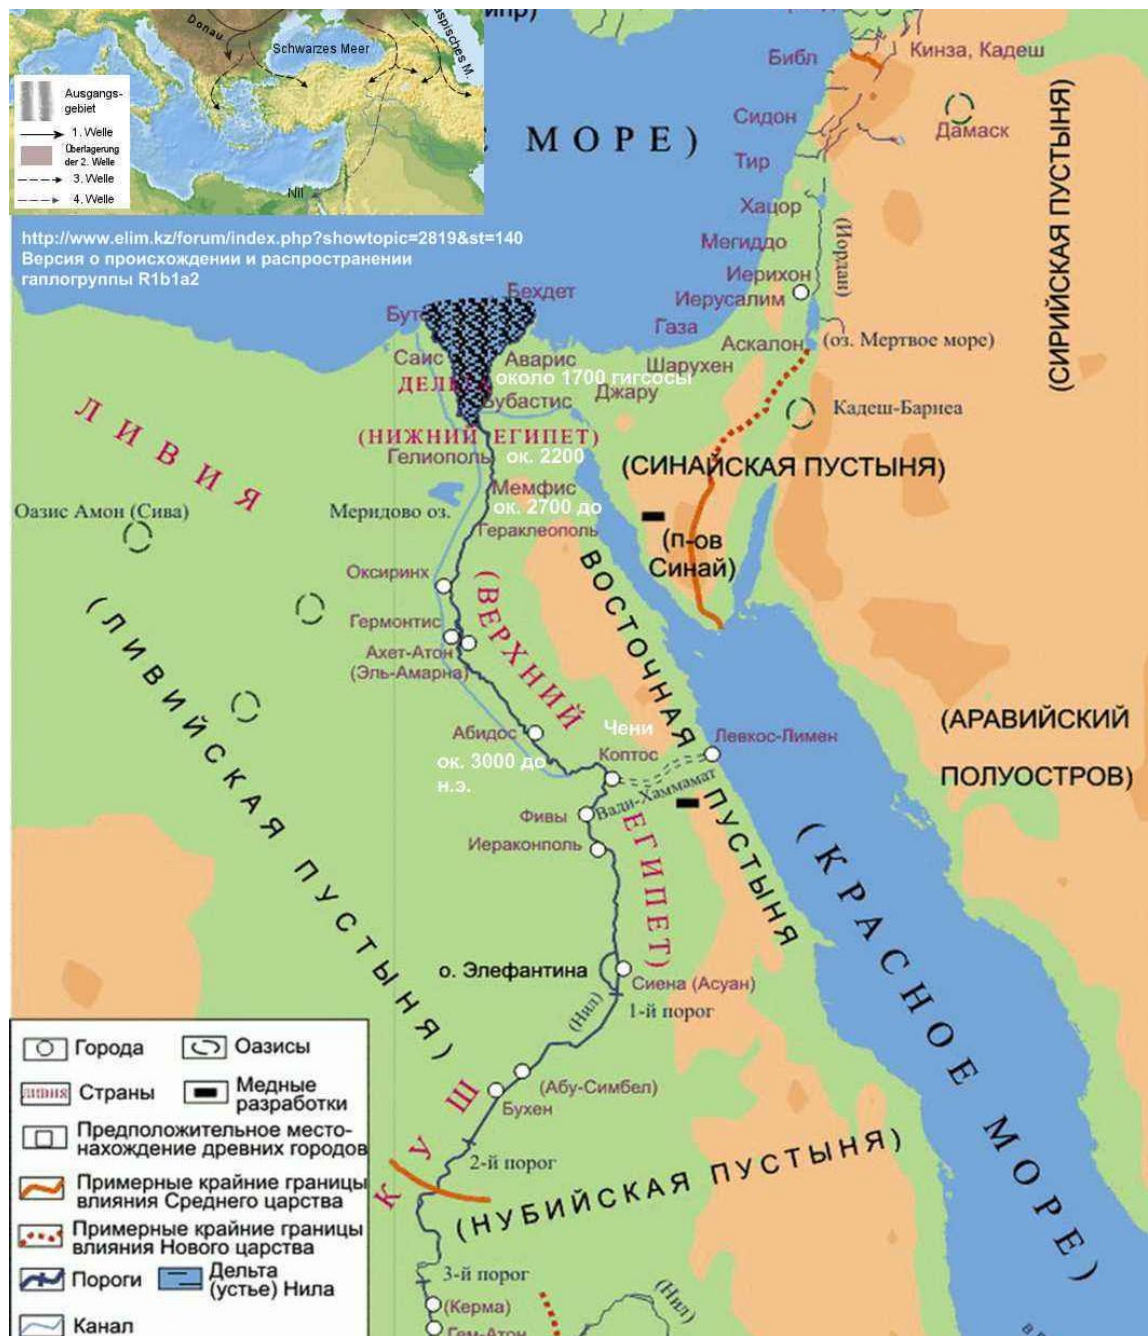 Donau
Schwarzes Meer
Ausgangs-
gebiet
1. Welle
Überlagerung
der 2. Welle
3. Welle
4. Welle
Nil
http://www.elim.kz/forum/index.php?showtopic=2819&st=140
Версия о происхождении и распространении
гаплогруппы R1b1a2
С МОРЕ)
Библ
Кинза, Кадеш
Сидон
Дамаск
Тир
Хацор
Мегиддо
(Иордан)
Иерихон
Иерусалим
(СИРИЙСКАЯ ПУСТЫНЯ)
Газа
Аскалон
(оз. Мертвое море)
Шарухен
Бехдет
Саис
Аварис
около 1700 гигсосы
Бубастис
Джару
Кадеш-Барнеа
ЛИВИЯ
(НИЖНИЙ ЕГИПЕТ)
Гелиополь
ок. 2200
(СИНАЙСКАЯ ПУСТЫНЯ)
Мемфис
ок. 2700 до
Меридово оз.
Гераклеополь
Оазис Амон (Сива)
(п-ов
Синай)
Оксиринх
Гермонтис
Ахет-Атон
(Эль-Амарна)
(ВЕРХНИЙ
ЕГИПЕТ)
ВОСТОЧНАЯ
ПУСТЫНЯ
(ЛИВИЙСКАЯ ПУСТЫНЯ)
Абидос
ок. 3000 до
н.э.
Чени
Коптос
Левкос-Лимен
Вади-Хаммамат
(АРАВИЙСКИЙ
ПОЛУОСТРОВ)
Фивы
Иераконполь
(КРАСНОЕ МОРЕ)
о. Элефантина
Сиена (Асуан)
(Нил)
1-й порог
(Абу-Симбел)
Бухен
КУШ
2-й порог
(НУБИЙСКАЯ ПУСТЫНЯ)
3-й порог
(Нил)
(Керма)
Гем-Атон
Города
Оазисы
ЛИВИЯ
Страны
Медные
разработки
Предположительное место-
нахождение древних городов
Примерные крайние границы
влияния Среднего царства
Примерные крайние границы
влияния Нового царства
Пороги
Дельта
(устье) Нила
Канал